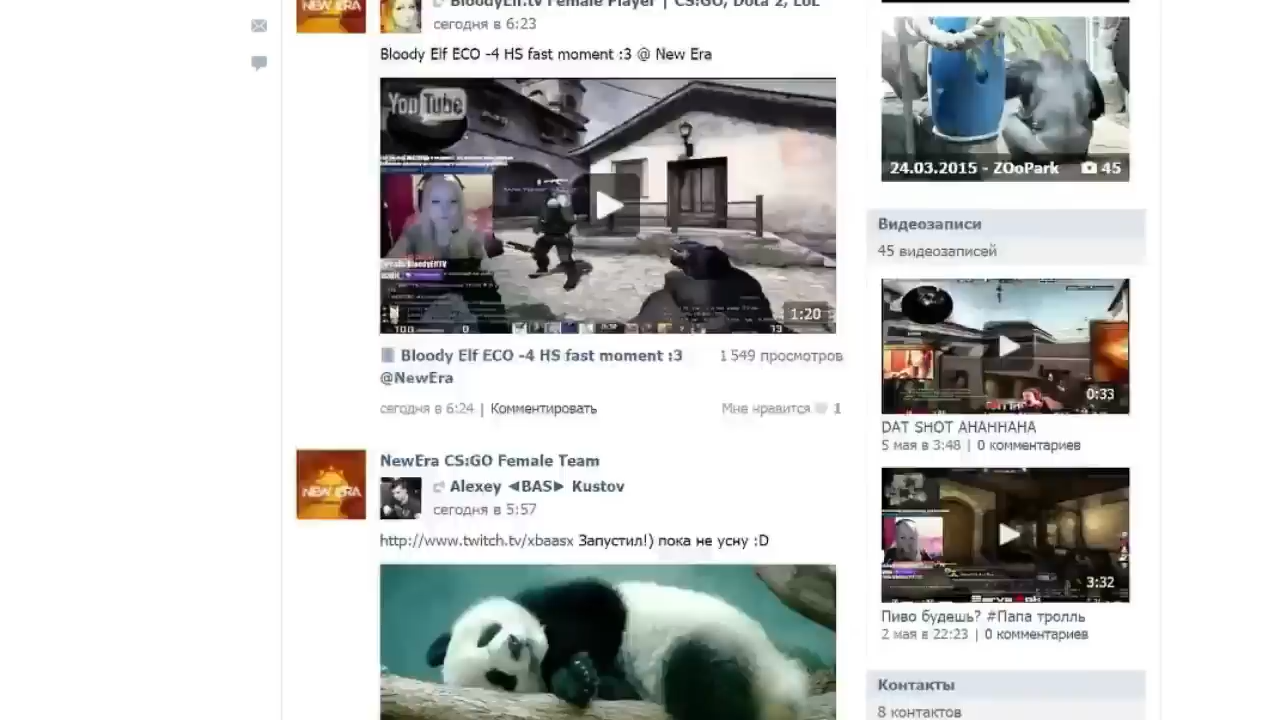 BloodyElf.tv Female Player | CS:GO, Dota 2, LoL
сегодня в 6:23
Bloody Elf ECO -4 HS fast moment :3 @ New Era
YouTube
1:20
Bloody Elf ECO -4 HS fast moment :3
@NewEra
1 549 просмотров
сегодня в 6:24 | Комментировать
Мне нравится 1
NEW ERA
NewEra CS:GO Female Team
Alexey ◄BAS► Kustov
сегодня в 5:57
http://www.twitch.tv/xbaasx Запустил!) пока не усну :D
24.03.2015 - ZOoPark 45
Видеозаписи
45 видеозаписей
0:33
DAT SHOT AHAHHAHA
5 мая в 3:48 | 0 комментариев
3:32
Пиво будешь? #Папа тролль
2 мая в 22:23 | 0 комментариев
Контакты
8 контактов